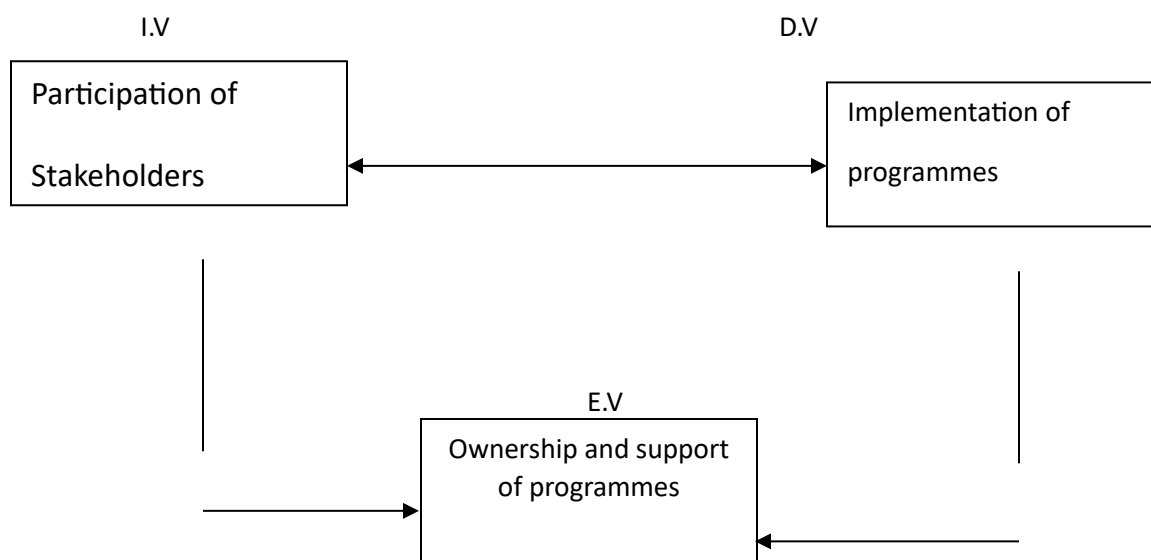 I.V
D.V
Participation of
Stakeholders
Implementation of
programmes
E.V
Ownership and support
of programmes